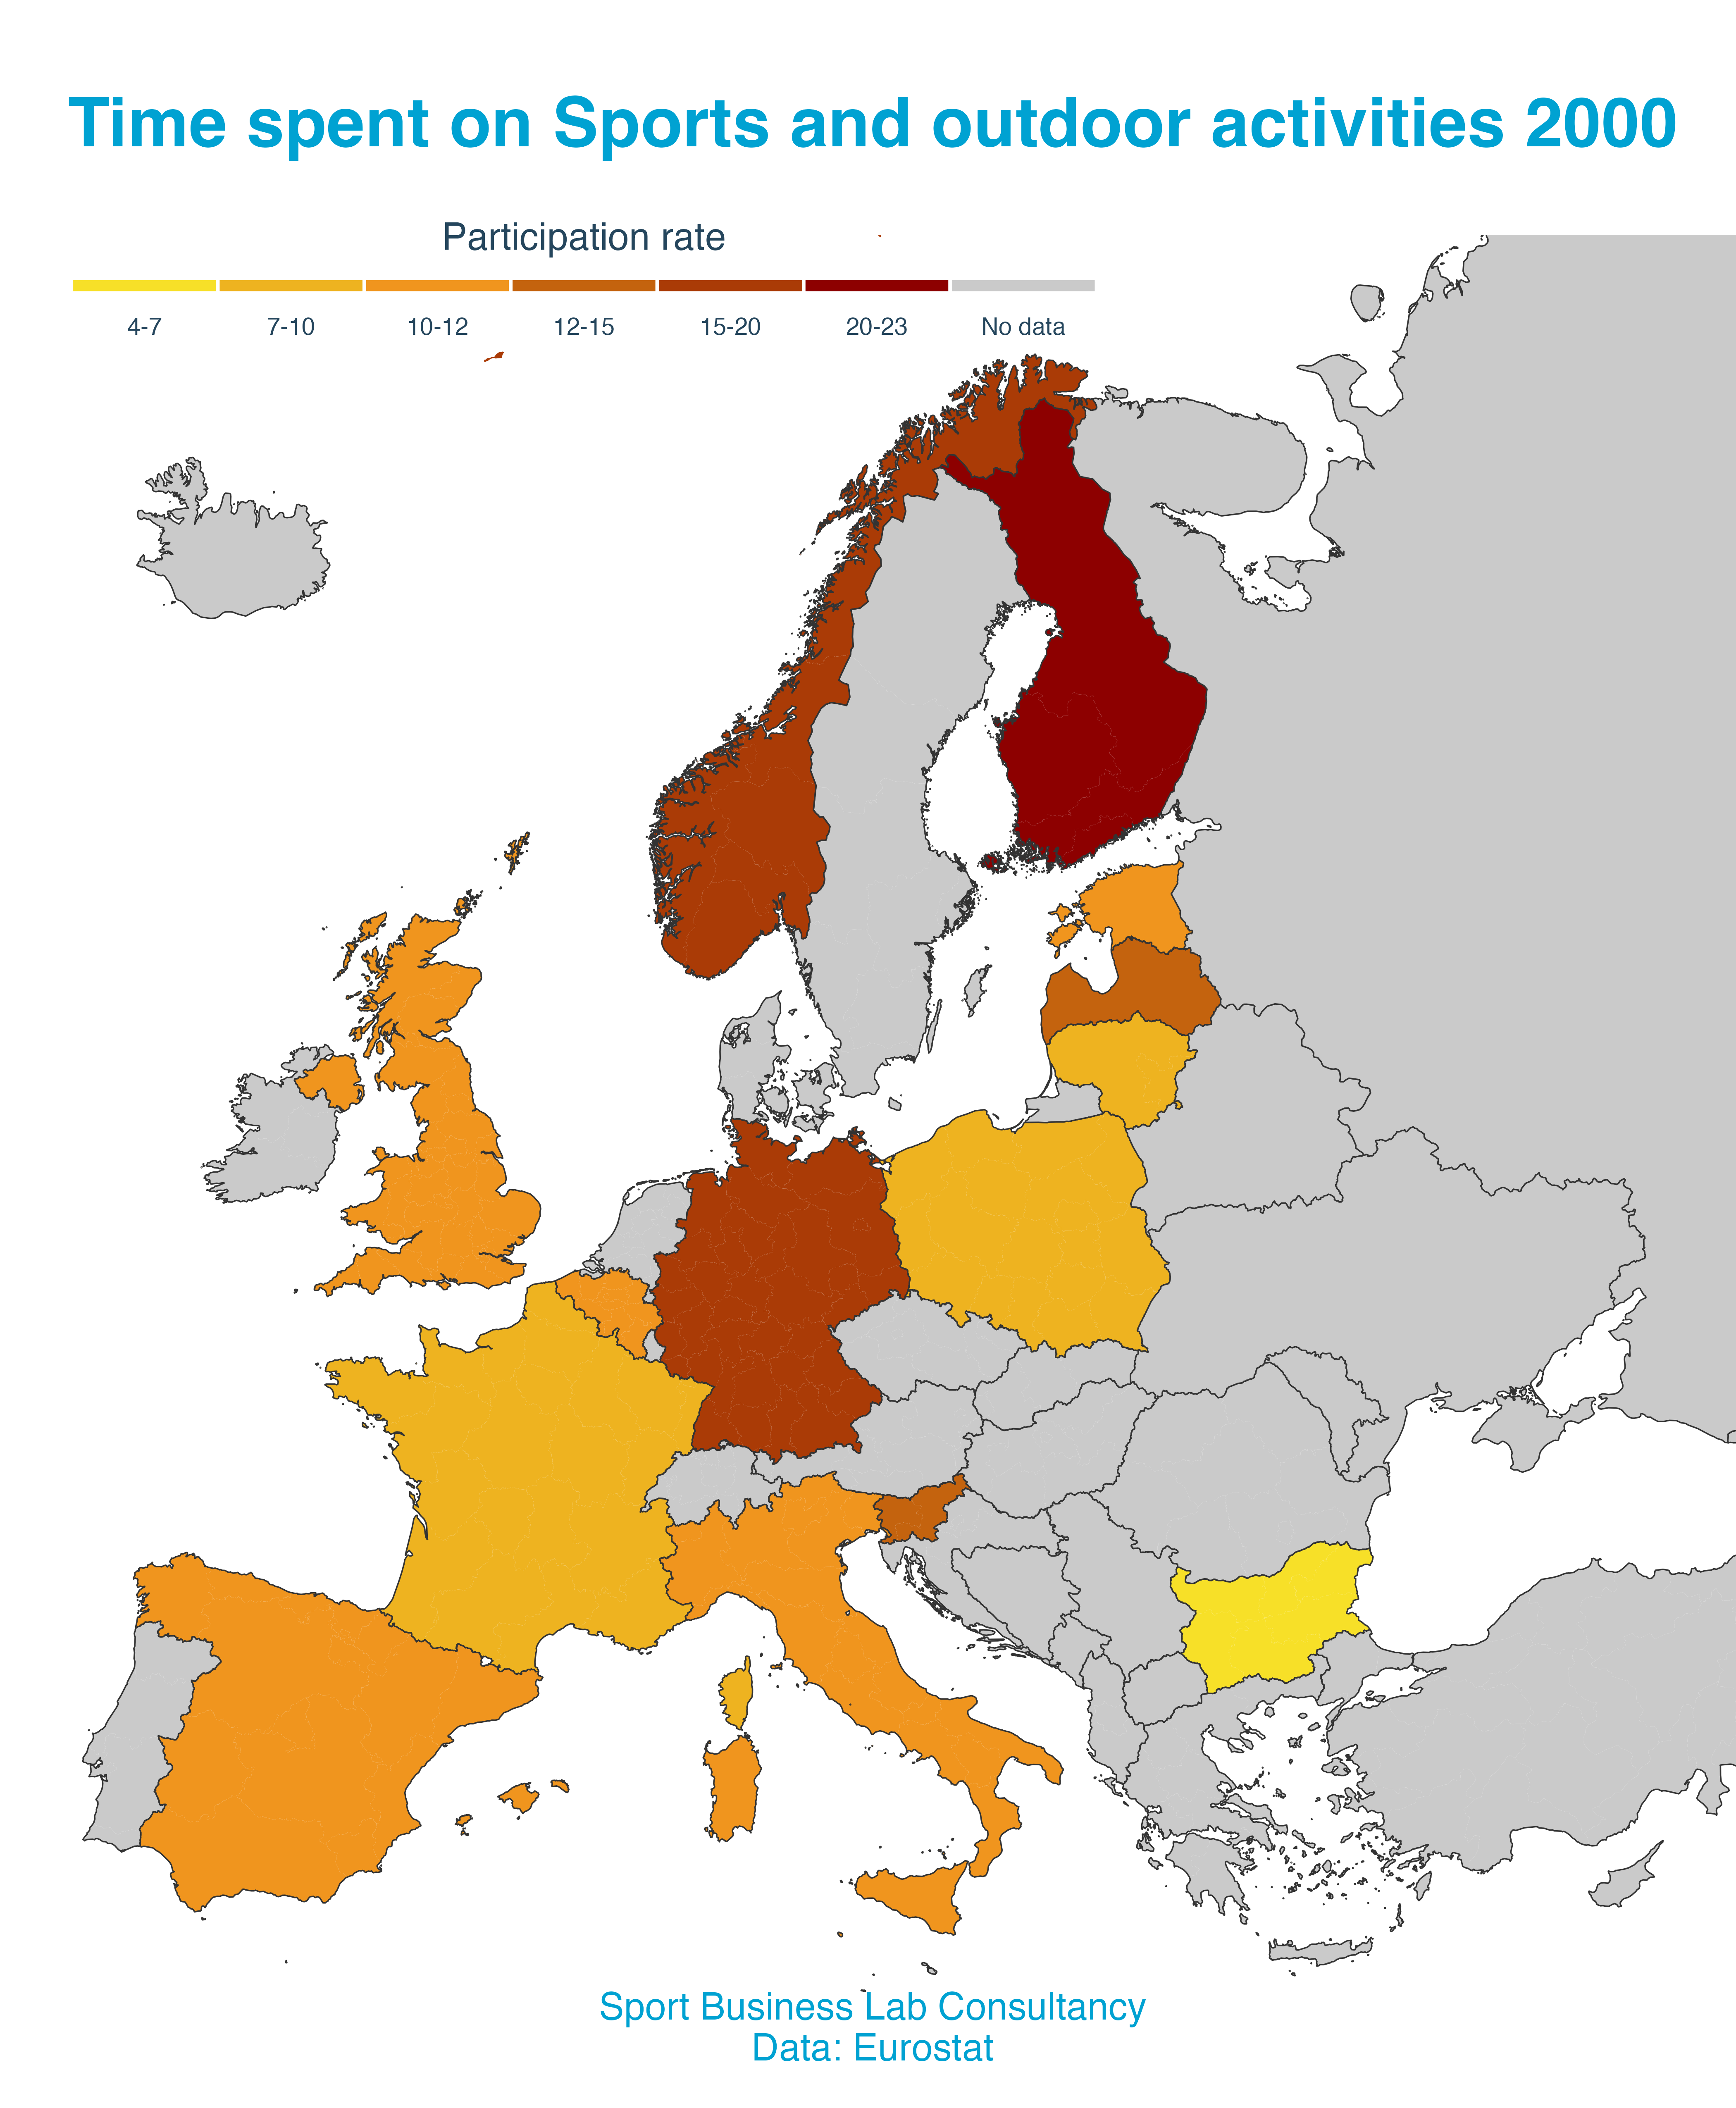 Time spent on Sports and outdoor activities 2000
Participation rate
4-7 7-10 10-12 12-15 15-20 20-23 No data
Sport Business Lab Consultancy
Data: Eurostat